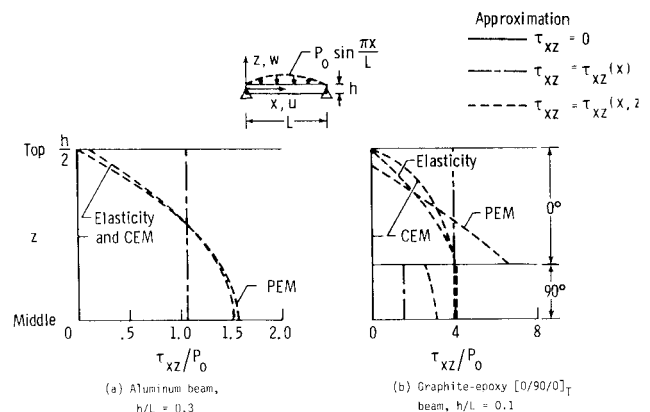 Approximation
τxz = 0
τxz = τxz(x)
τxz = τxz(x, z
P₀ sin πx/L
z, w
h
x, u
L
Top h/2
Elasticity
and CEM
z
PEM
Middle
0 .5 1.0 1.5 2.0
τxz/P₀
(a) Aluminum beam,
h/L = 0.3
Elasticity
PEM
CEM
0°
90°
0 4 8
τxz/P₀
(b) Graphite-epoxy [0/90/0]T
beam, h/L = 0.1